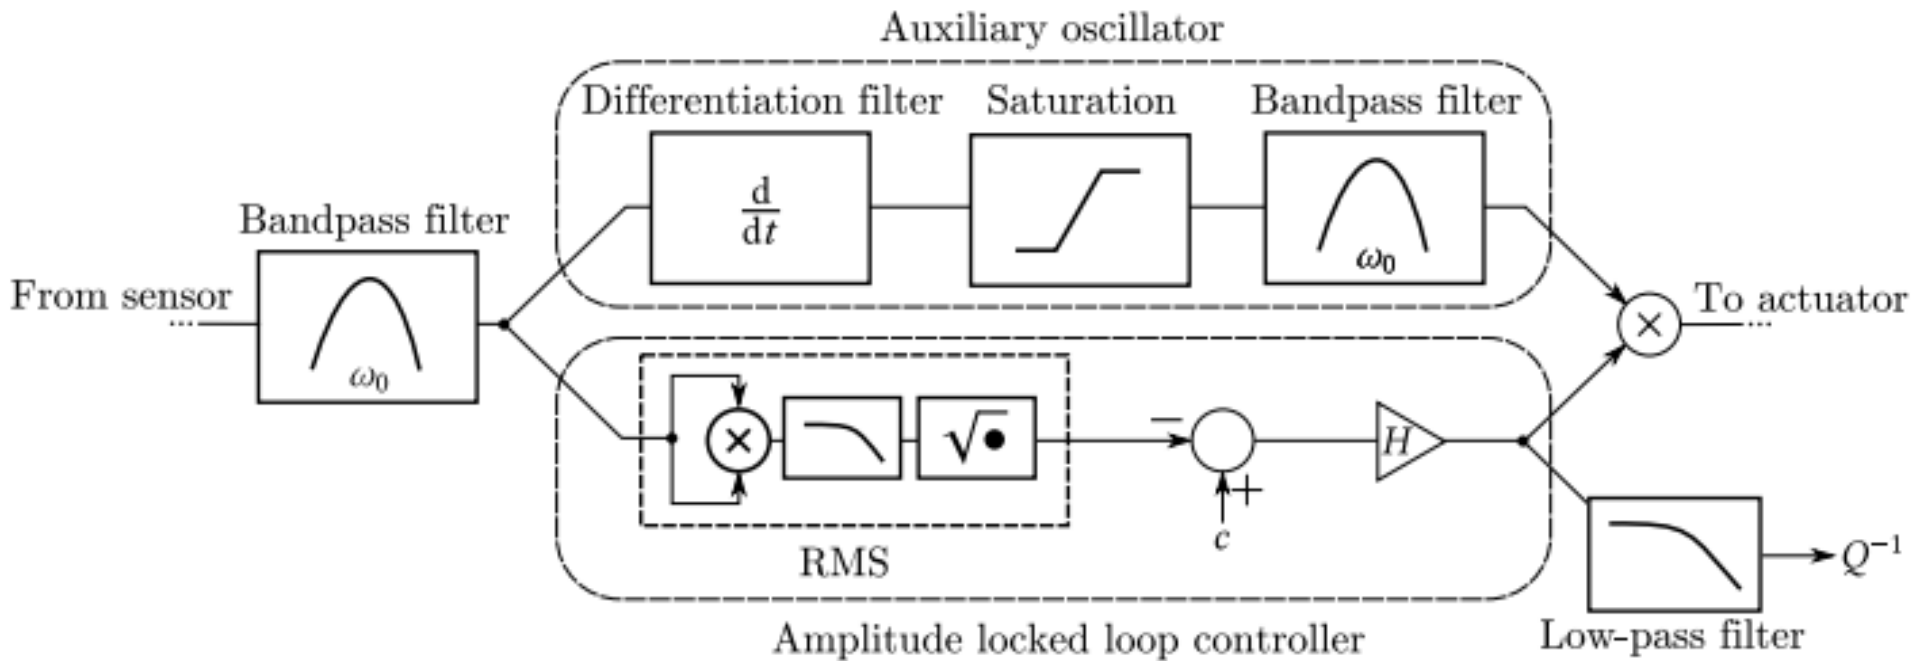 Auxiliary oscillator
Differentiation filter
Saturation
Bandpass filter
d
dt
ω₀
Bandpass filter
From sensor
...
ω₀
×
To actuator
...
×
√●
−
+
c
H
RMS
Q⁻¹
Low-pass filter
Amplitude locked loop controller